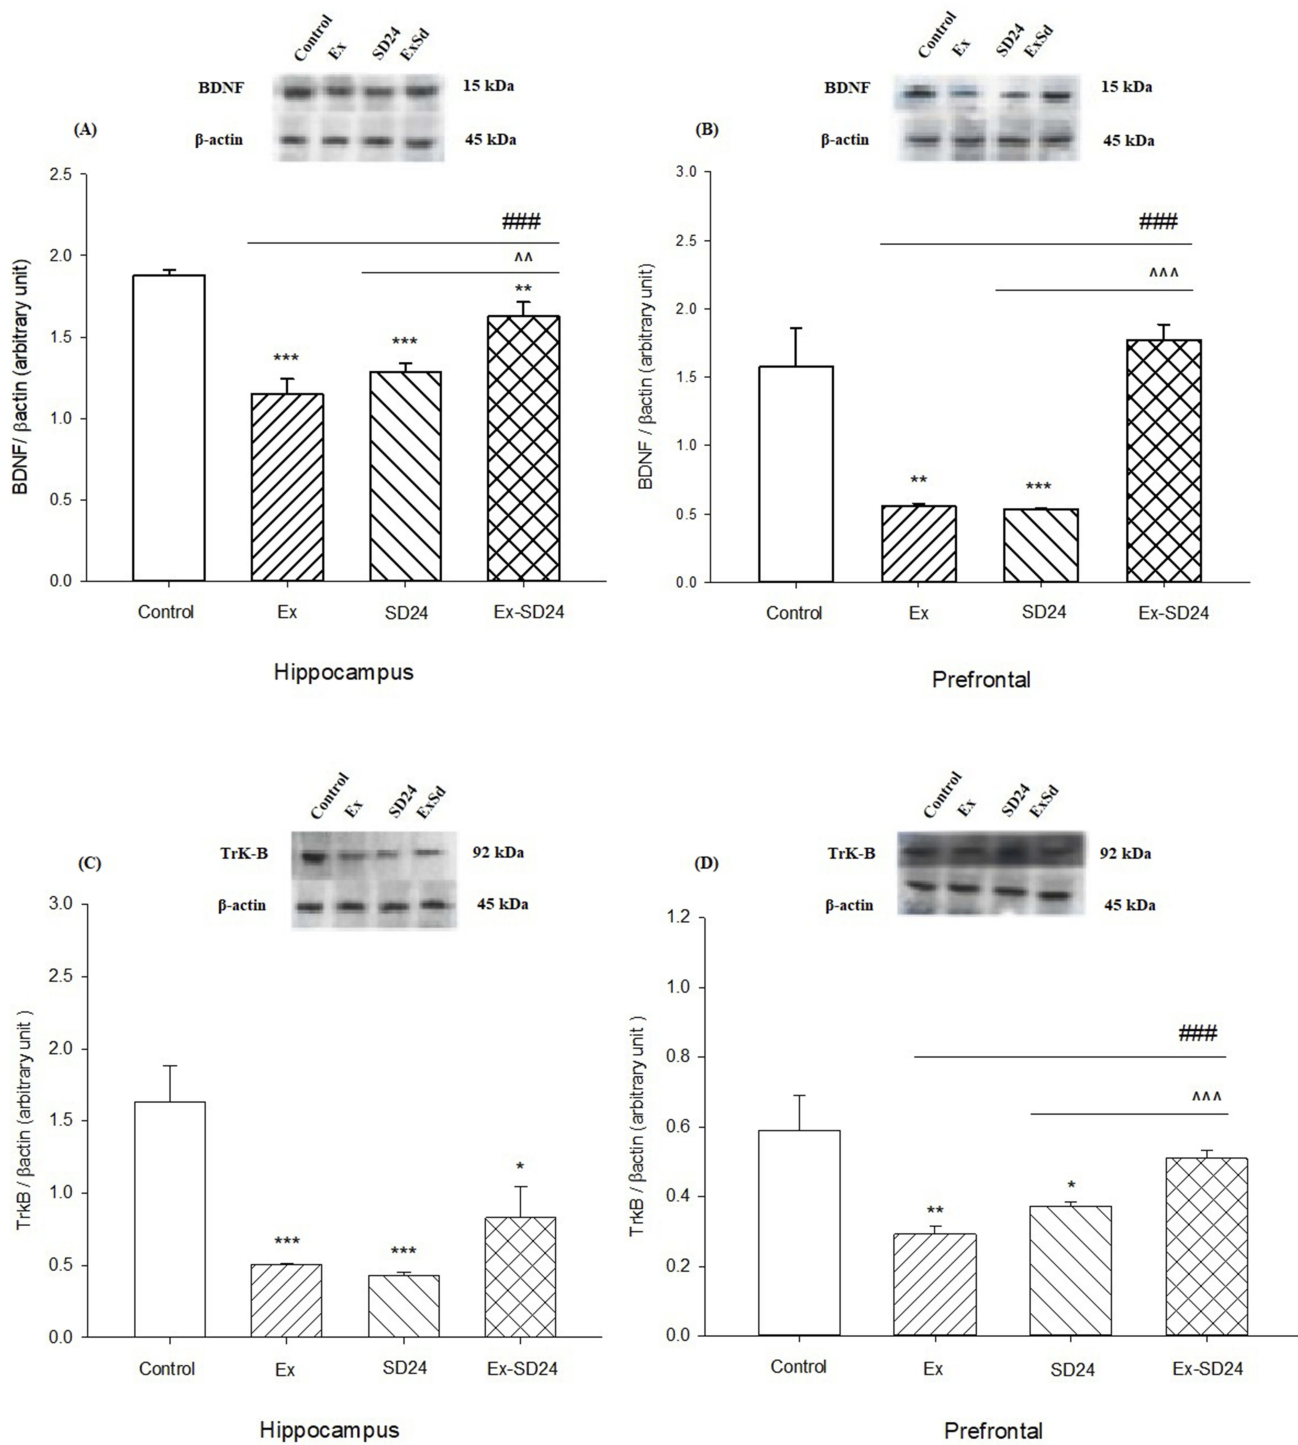 Control Ex SD24 ExSd
BDNF 15 kDa
(A)
β-actin 45 kDa
2.5
2.0
1.5
1.0
0.5
0.0
BDNF/ βactin (arbitrary unit)
###
^^
**
***
***
Control Ex SD24 Ex-SD24
Hippocampus
Control Ex SD24 ExSd
BDNF 15 kDa
(B)
β-actin 45 kDa
3.0
2.5
2.0
1.5
1.0
0.5
0.0
BDNF / βactin (arbitrary unit)
###
^^^
**
***
Control Ex SD24 Ex-SD24
Prefrontal
Control Ex SD24 ExSd
TrK-B 92 kDa
(C)
β-actin 45 kDa
3.0
2.5
2.0
1.5
1.0
0.5
0.0
TrkB / βactin (arbitrary unit )
*
***
***
Control Ex SD24 Ex-SD24
Hippocampus
Control Ex SD24 ExSd
TrK-B 92 kDa
(D)
β-actin 45 kDa
1.2
1.0
0.8
0.6
0.4
0.2
0.0
TrkB / βactin (arbitrary unit )
###
^^^
*
**
Control Ex SD24 Ex-SD24
Prefrontal